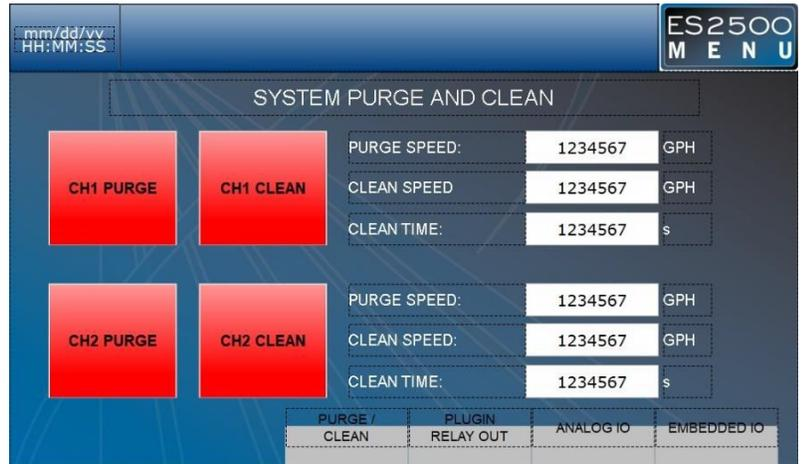 mm/dd/yy
HH:MM:SS
ES2500
MENU
SYSTEM PURGE AND CLEAN
CH1 PURGE
CH1 CLEAN
PURGE SPEED: 1234567 GPH
CLEAN SPEED 1234567 GPH
CLEAN TIME: 1234567 s
CH2 PURGE
CH2 CLEAN
PURGE SPEED: 1234567 GPH
CLEAN SPEED: 1234567 GPH
CLEAN TIME: 1234567 s
PURGE /
CLEAN
PLUGIN
RELAY OUT
ANALOG IO
EMBEDDED IO